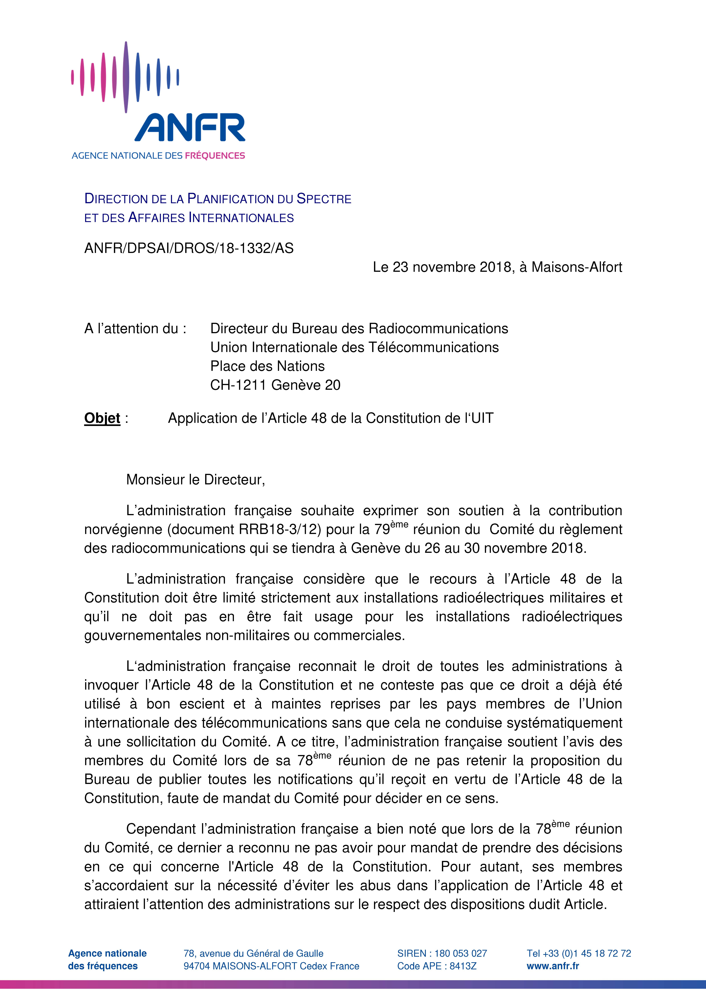 ANFR
AGENCE NATIONALE DES FRÉQUENCES
DIRECTION DE LA PLANIFICATION DU SPECTRE
ET DES AFFAIRES INTERNATIONALES
ANFR/DPSAI/DROS/18-1332/AS
Le 23 novembre 2018, à Maisons-Alfort
A l’attention du : Directeur du Bureau des Radiocommunications
Union Internationale des Télécommunications
Place des Nations
CH-1211 Genève 20
Objet : Application de l’Article 48 de la Constitution de l‘UIT
Monsieur le Directeur,
L’administration française souhaite exprimer son soutien à la contribution
norvégienne (document RRB18-3/12) pour la 79ème réunion du Comité du règlement
des radiocommunications qui se tiendra à Genève du 26 au 30 novembre 2018.
L’administration française considère que le recours à l’Article 48 de la
Constitution doit être limité strictement aux installations radioélectriques militaires et
qu’il ne doit pas en être fait usage pour les installations radioélectriques
gouvernementales non-militaires ou commerciales.
L‘administration française reconnait le droit de toutes les administrations à
invoquer l’Article 48 de la Constitution et ne conteste pas que ce droit a déjà été
utilisé à bon escient et à maintes reprises par les pays membres de l’Union
internationale des télécommunications sans que cela ne conduise systématiquement
à une sollicitation du Comité. A ce titre, l’administration française soutient l’avis des
membres du Comité lors de sa 78ème réunion de ne pas retenir la proposition du
Bureau de publier toutes les notifications qu’il reçoit en vertu de l’Article 48 de la
Constitution, faute de mandat du Comité pour décider en ce sens.
Cependant l’administration française a bien noté que lors de la 78ème réunion
du Comité, ce dernier a reconnu ne pas avoir pour mandat de prendre des décisions
en ce qui concerne l'Article 48 de la Constitution. Pour autant, ses membres
s’accordaient sur la nécessité d’éviter les abus dans l’application de l’Article 48 et
attiraient l’attention des administrations sur le respect des dispositions dudit Article.
Agence nationale 78, avenue du Général de Gaulle SIREN : 180 053 027 Tel +33 (0)1 45 18 72 72
des fréquences 94704 MAISONS-ALFORT Cedex France Code APE : 8413Z www.anfr.fr